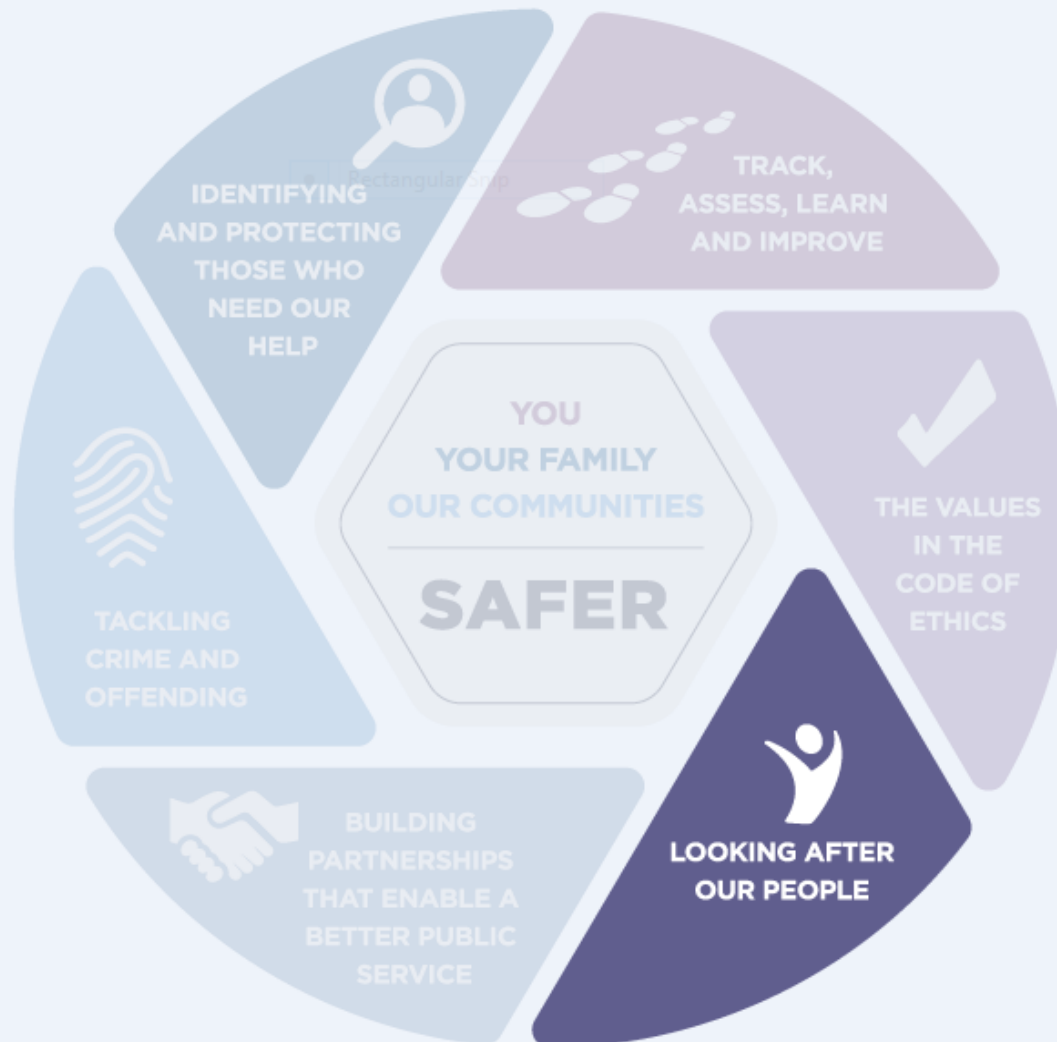 IDENTIFYING
AND PROTECTING
THOSE WHO
NEED OUR
HELP
Rectangular Snip
TRACK,
ASSESS, LEARN
AND IMPROVE
YOU
YOUR FAMILY
OUR COMMUNITIES
SAFER
THE VALUES
IN THE
CODE OF
ETHICS
TACKLING
CRIME AND
OFFENDING
BUILDING
PARTNERSHIPS
THAT ENABLE A
BETTER PUBLIC
SERVICE
LOOKING AFTER
OUR PEOPLE